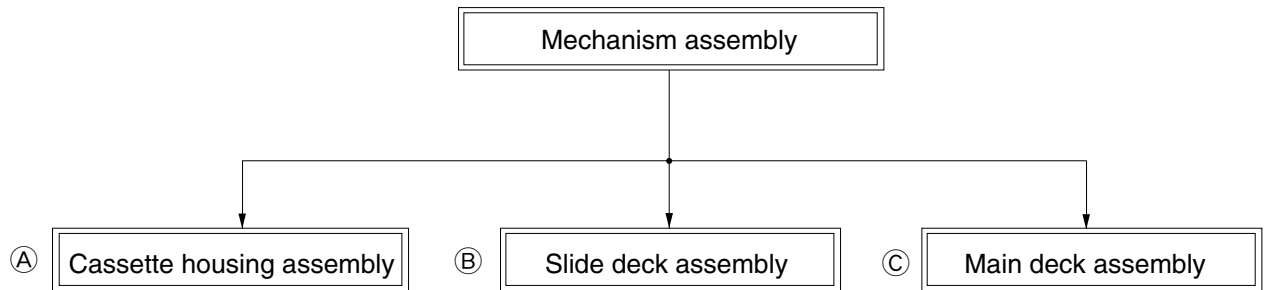 Mechanism assembly
Ⓐ Cassette housing assembly
Ⓑ Slide deck assembly
Ⓒ Main deck assembly